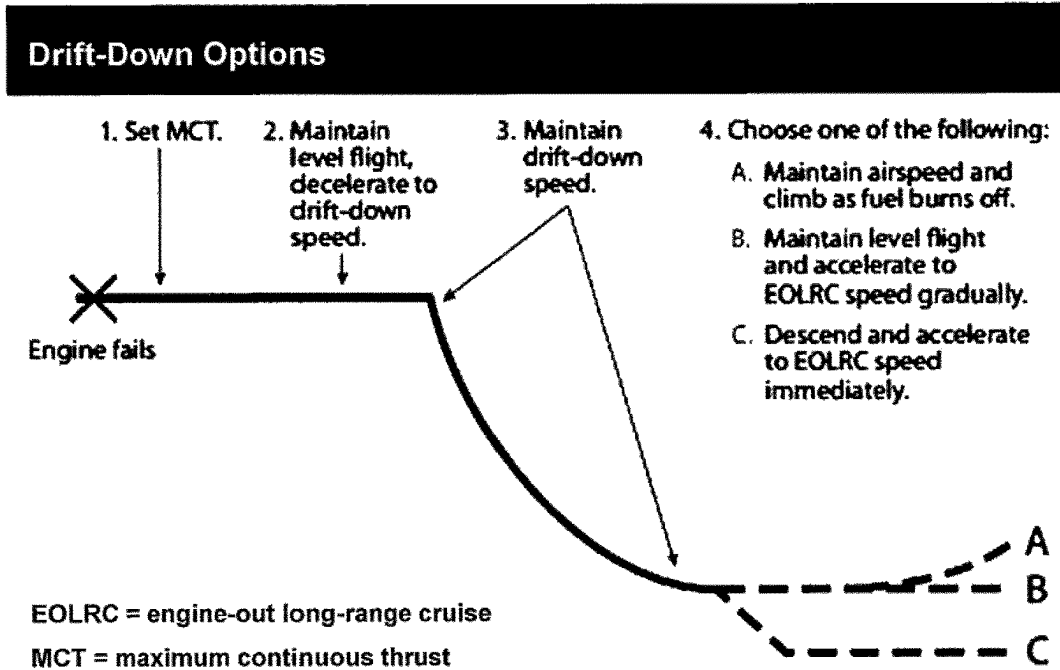 Drift-Down Options
1. Set MCT.
2. Maintain
level flight,
decelerate to
drift-down
speed.
3. Maintain
drift-down
speed.
4. Choose one of the following:
A. Maintain airspeed and
climb as fuel burns off.
B. Maintain level flight
and accelerate to
EOLRC speed gradually.
C. Descend and accelerate
to EOLRC speed
immediately.
Engine fails
A
B
C
EOLRC = engine-out long-range cruise
MCT = maximum continuous thrust